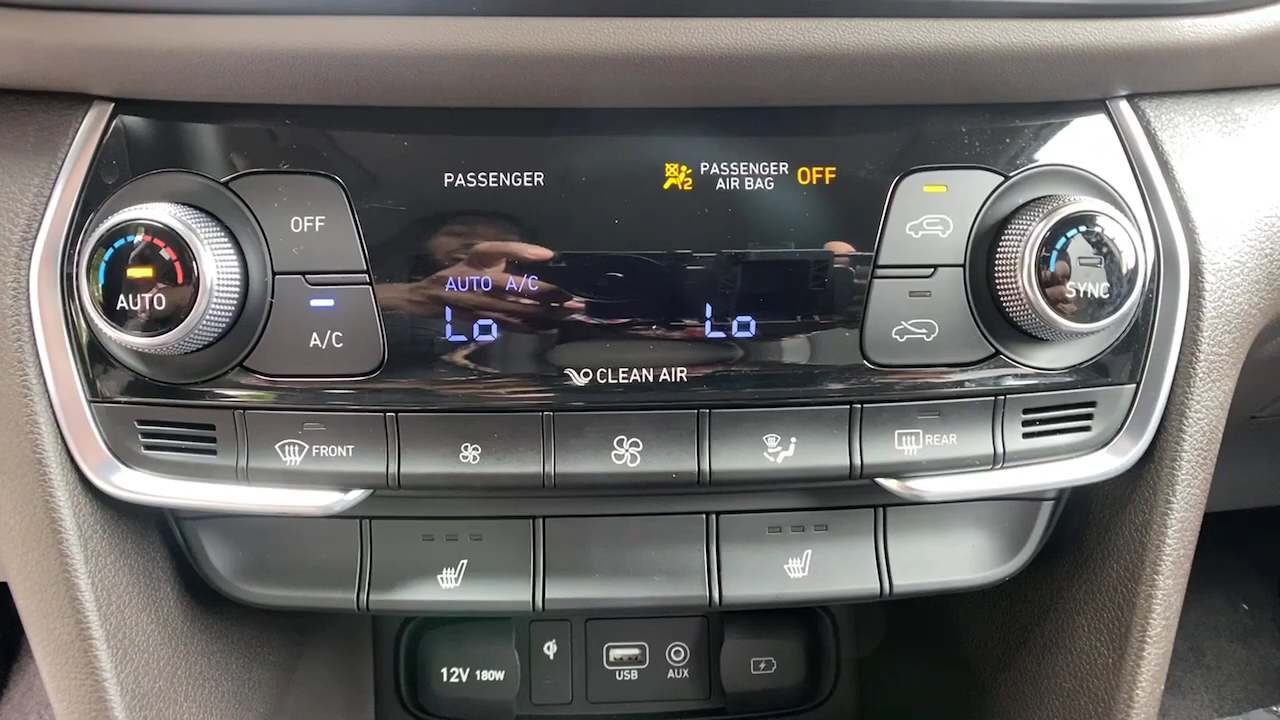 PASSENGER
PASSENGER
AIR BAG
OFF
2
OFF
AUTO
A/C
AUTO A/C
Lo
Lo
SYNC
CLEAN AIR
FRONT
REAR
12V 180W
USB
AUX